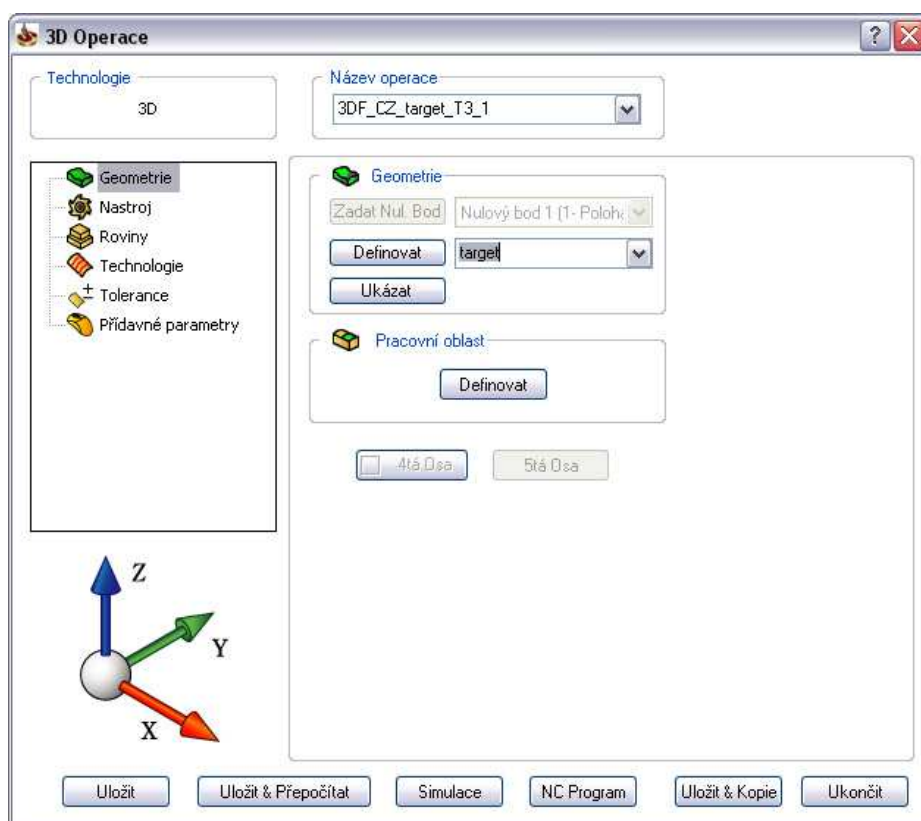 3D Operace
Technologie
3D
Název operace
3DF_CZ_target_T3_1
Geometrie
Nastroj
Roviny
Technologie
Tolerance
Přídavné parametry
Geometrie
Zadat Nul. Bod
Nulový bod 1 (1- Poloha
Definovat
target
Ukázat
Pracovní oblast
Definovat
4tá Osa
5tá Osa
Z
Y
X
Uložit
Uložit & Přepočítat
Simulace
NC Program
Uložit & Kopie
Ukončit